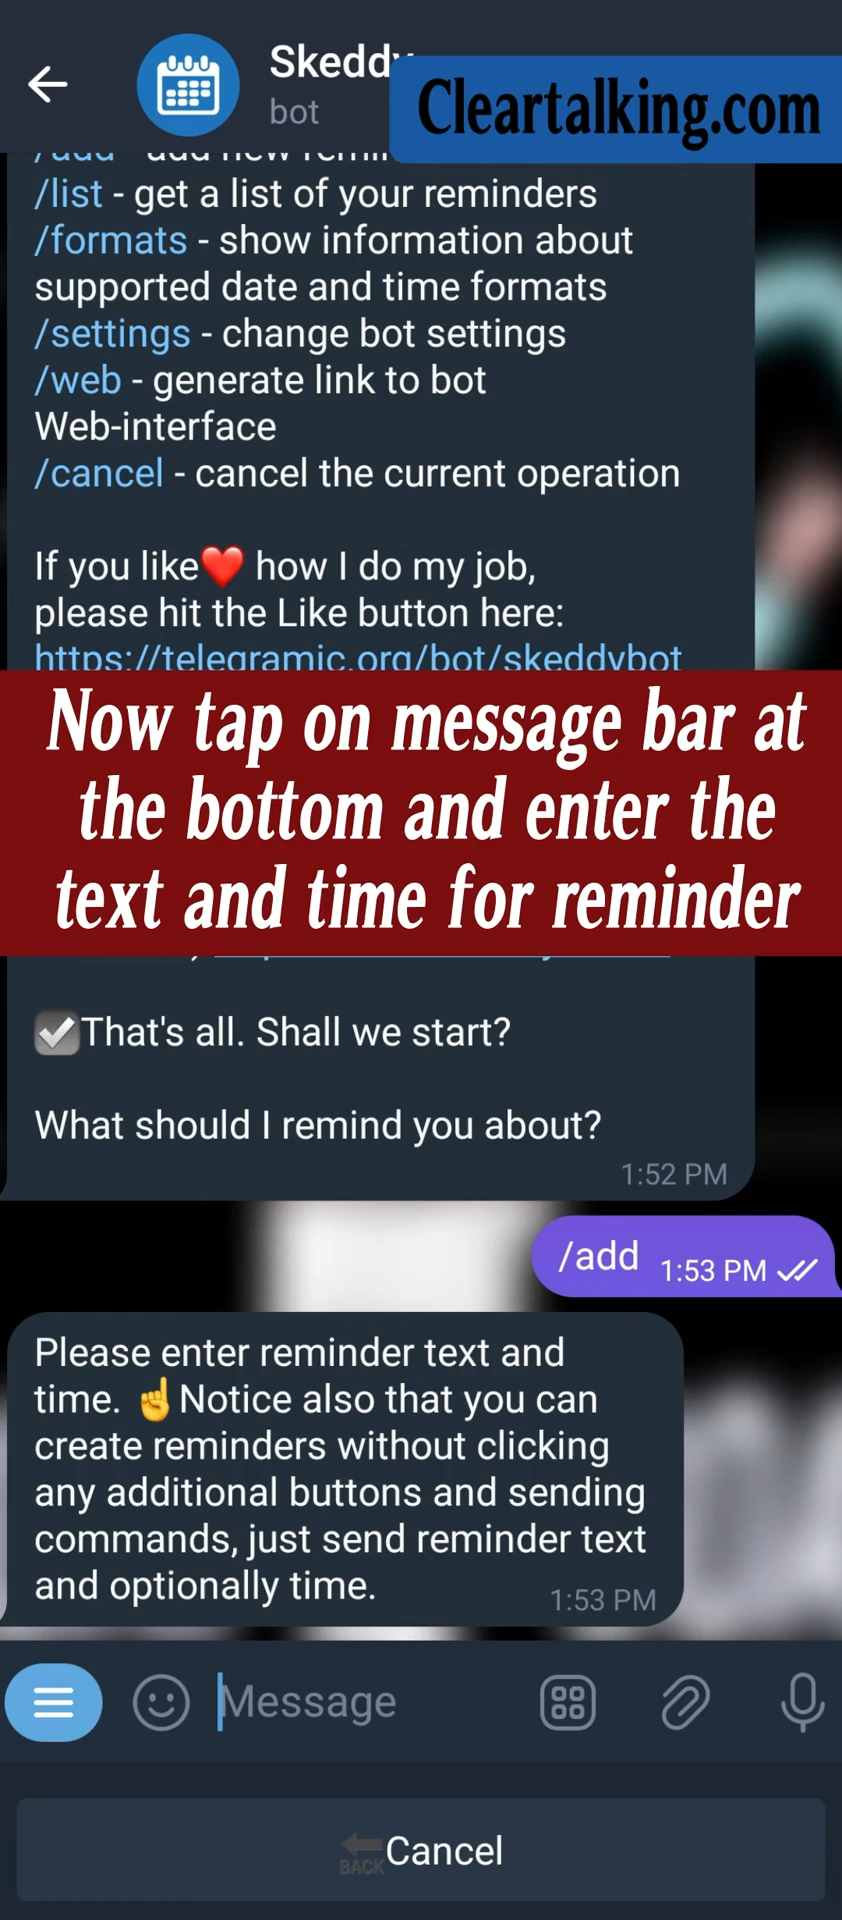 Skeddy
bot
Cleartalking.com
/add - add new remin
/list - get a list of your reminders
/formats - show information about
supported date and time formats
/settings - change bot settings
/web - generate link to bot
Web-interface
/cancel - cancel the current operation
If you like❤️ how I do my job,
please hit the Like button here:
https://telegramic.org/bot/skeddybot
Now tap on message bar at
the bottom and enter the
text and time for reminder
☑️That's all. Shall we start?
What should I remind you about?
1:52 PM
/add 1:53 PM
Please enter reminder text and
time. ☝️Notice also that you can
create reminders without clicking
any additional buttons and sending
commands, just send reminder text
and optionally time.
1:53 PM
Message
BACK Cancel